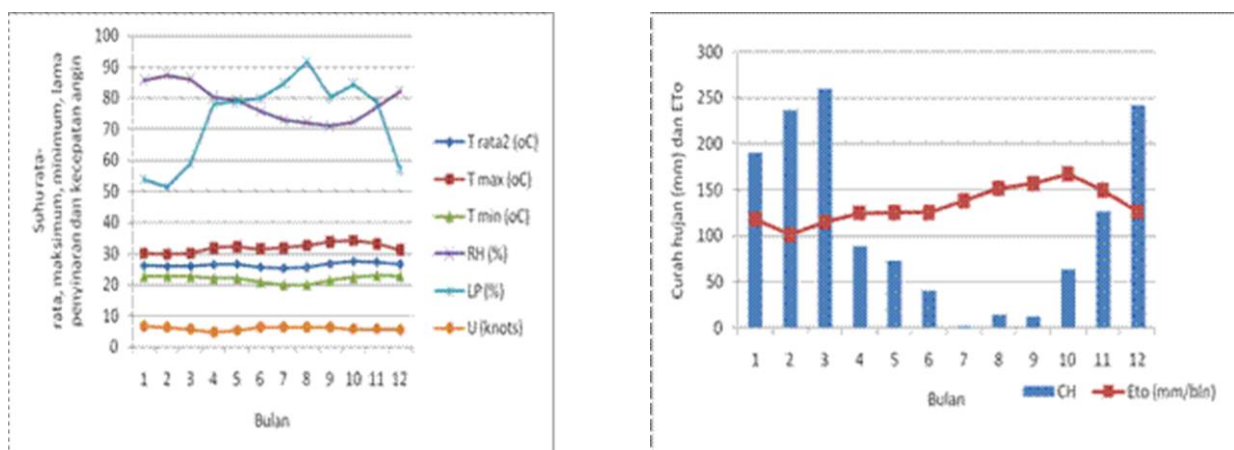 Suhu rata-
rata, maksimum, minimum, lama
penyinaran dan kecepatan angin
100
90
80
70
60
50
40
30
20
10
0
1 2 3 4 5 6 7 8 9 10 11 12
Bulan
T rata2 (oC)
T max (oC)
T min (oC)
RH (%)
LP (%)
U (knots)
Curah hujan (mm) dan ETo
300
250
200
150
100
50
0
1 2 3 4 5 6 7 8 9 10 11 12
Bulan
CH Eto (mm/bln)